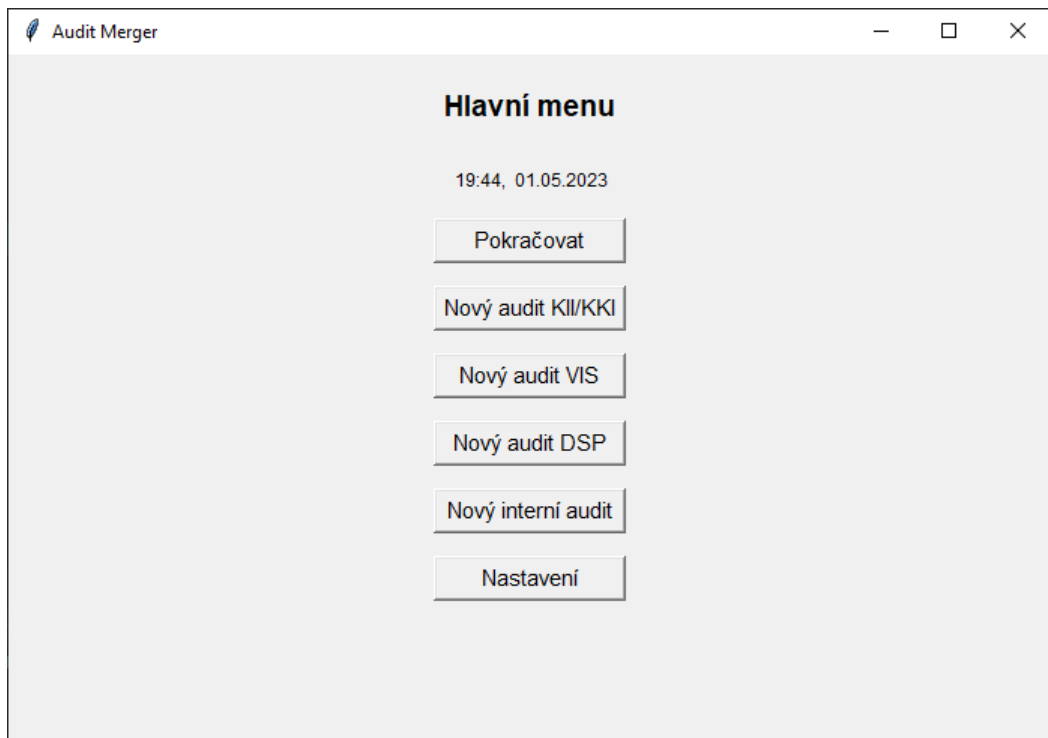 Audit Merger
Hlavní menu
19:44, 01.05.2023
Pokračovat
Nový audit KII/KKI
Nový audit VIS
Nový audit DSP
Nový interní audit
Nastavení